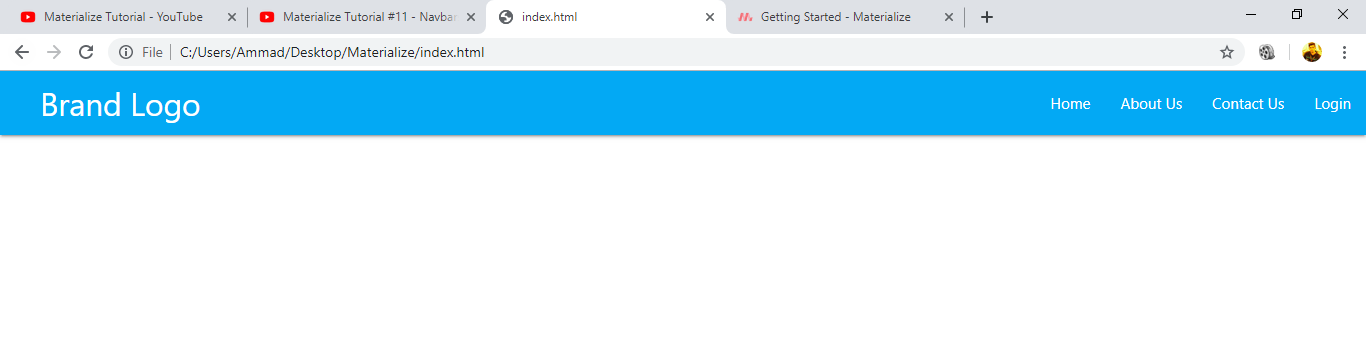 Materialize Tutorial - YouTube
Materialize Tutorial #11 - Navbar
index.html
Getting Started - Materialize
File
C:/Users/Ammad/Desktop/Materialize/index.html
Brand Logo
Home
About Us
Contact Us
Login